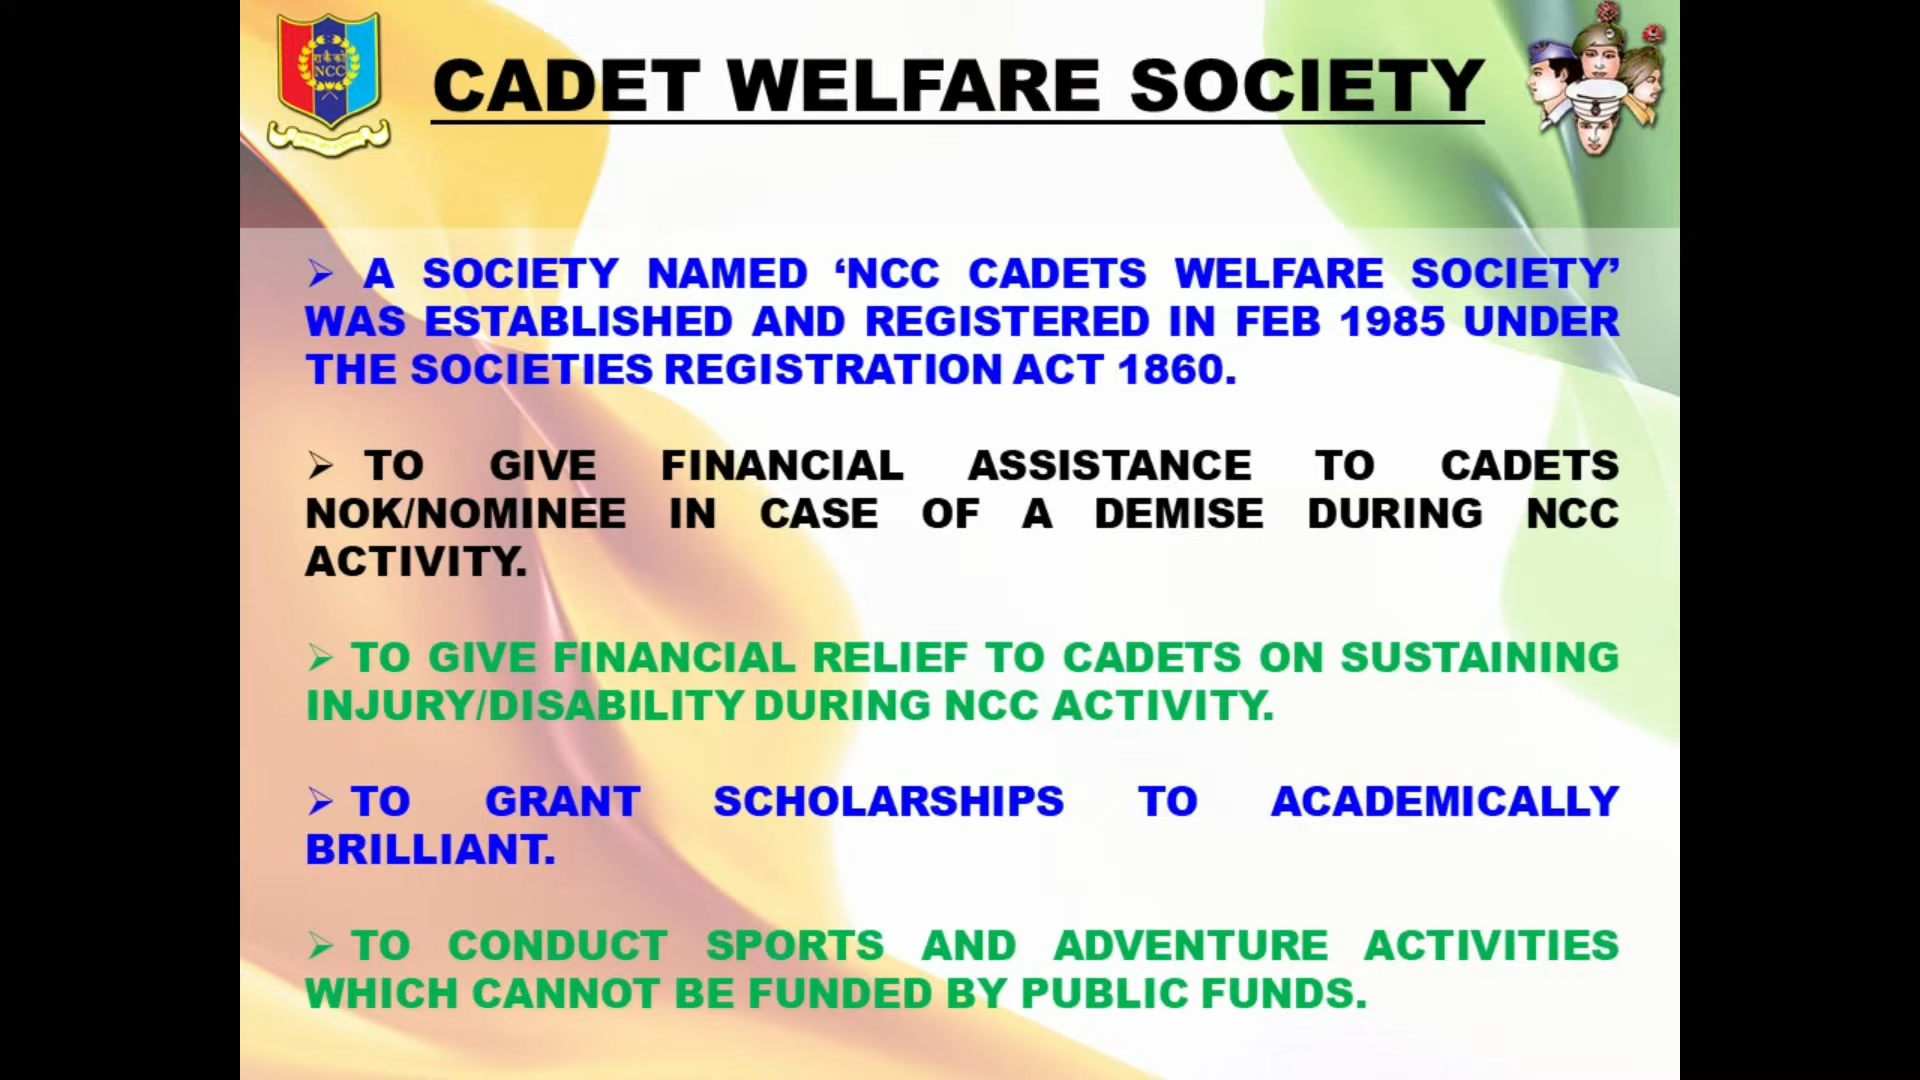 रा कै को
NCC
CADET WELFARE SOCIETY
➢ A SOCIETY NAMED ‘NCC CADETS WELFARE SOCIETY’
WAS ESTABLISHED AND REGISTERED IN FEB 1985 UNDER
THE SOCIETIES REGISTRATION ACT 1860.
➢ TO GIVE FINANCIAL ASSISTANCE TO CADETS
NOK/NOMINEE IN CASE OF A DEMISE DURING NCC
ACTIVITY.
➢ TO GIVE FINANCIAL RELIEF TO CADETS ON SUSTAINING
INJURY/DISABILITY DURING NCC ACTIVITY.
➢ TO GRANT SCHOLARSHIPS TO ACADEMICALLY
BRILLIANT.
➢ TO CONDUCT SPORTS AND ADVENTURE ACTIVITIES
WHICH CANNOT BE FUNDED BY PUBLIC FUNDS.